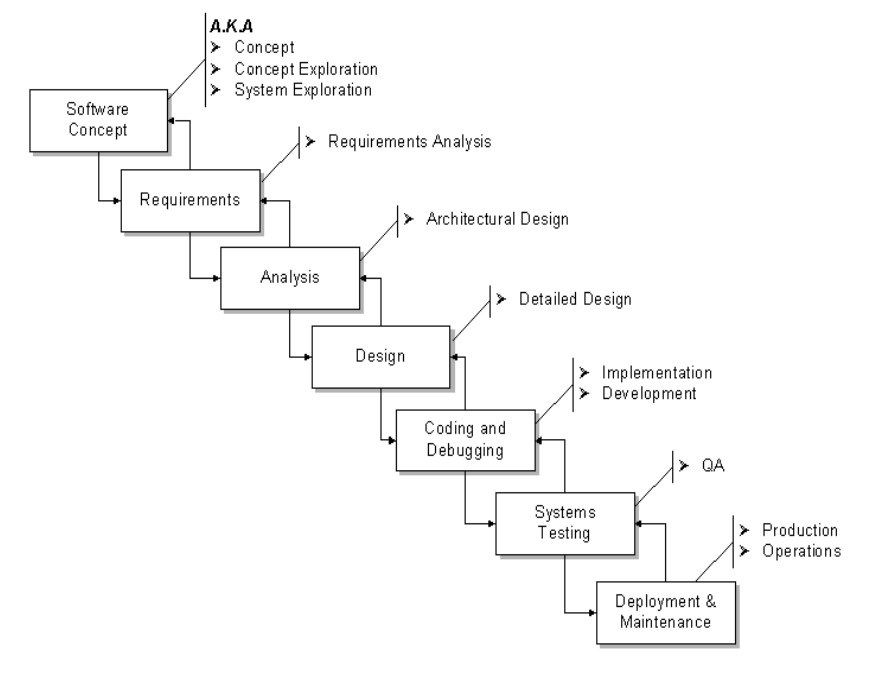 A.K.A
Concept
Concept Exploration
System Exploration
Software
Concept
Requirements Analysis
Requirements
Architectural Design
Analysis
Detailed Design
Design
Implementation
Development
Coding and
Debugging
QA
Systems
Testing
Production
Operations
Deployment &
Maintenance